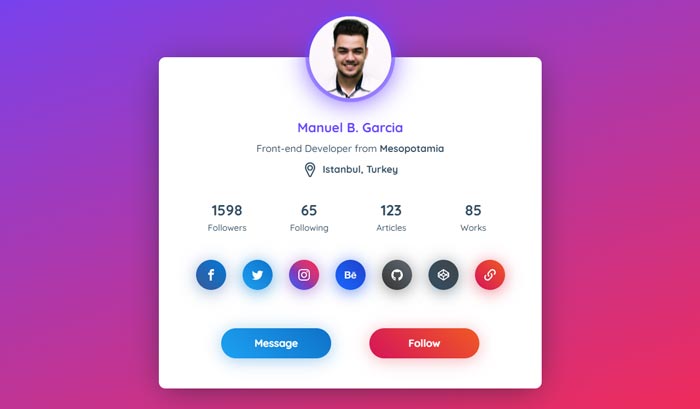 Manuel B. Garcia
Front-end Developer from Mesopotamia
Istanbul, Turkey
1598 65 123 85
Followers Following Articles Works
f Bē
Message Follow